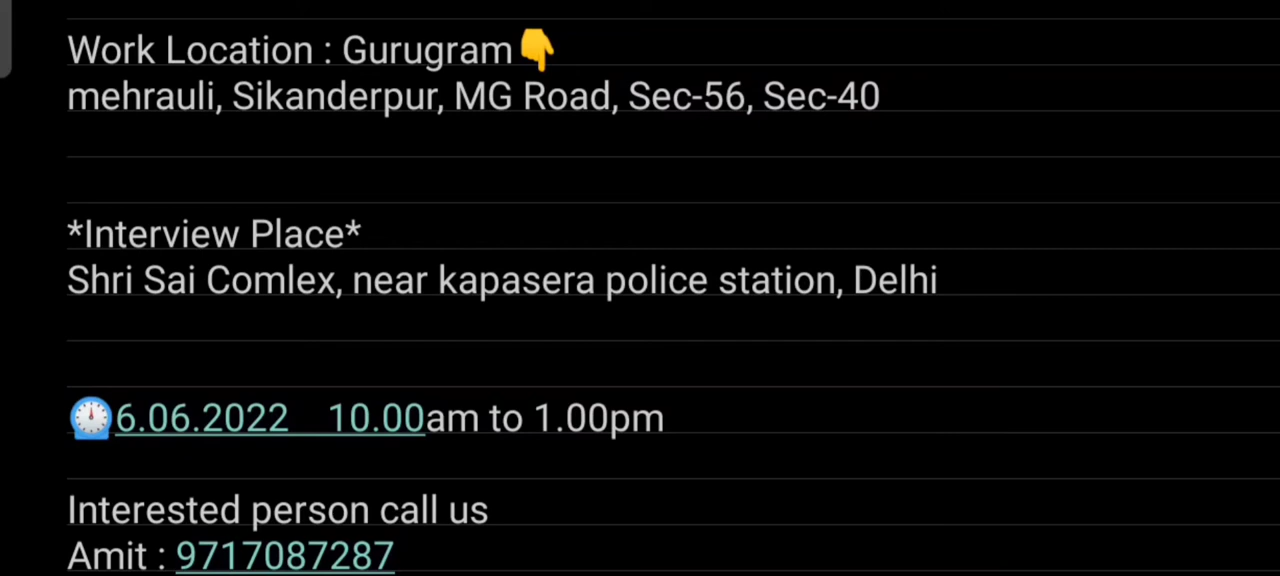 Work Location : Gurugram👇
mehrauli, Sikanderpur, MG Road, Sec-56, Sec-40
*Interview Place*
Shri Sai Comlex, near kapasera police station, Delhi
🕛6.06.2022    10.00am to 1.00pm
Interested person call us
Amit : 9717087287